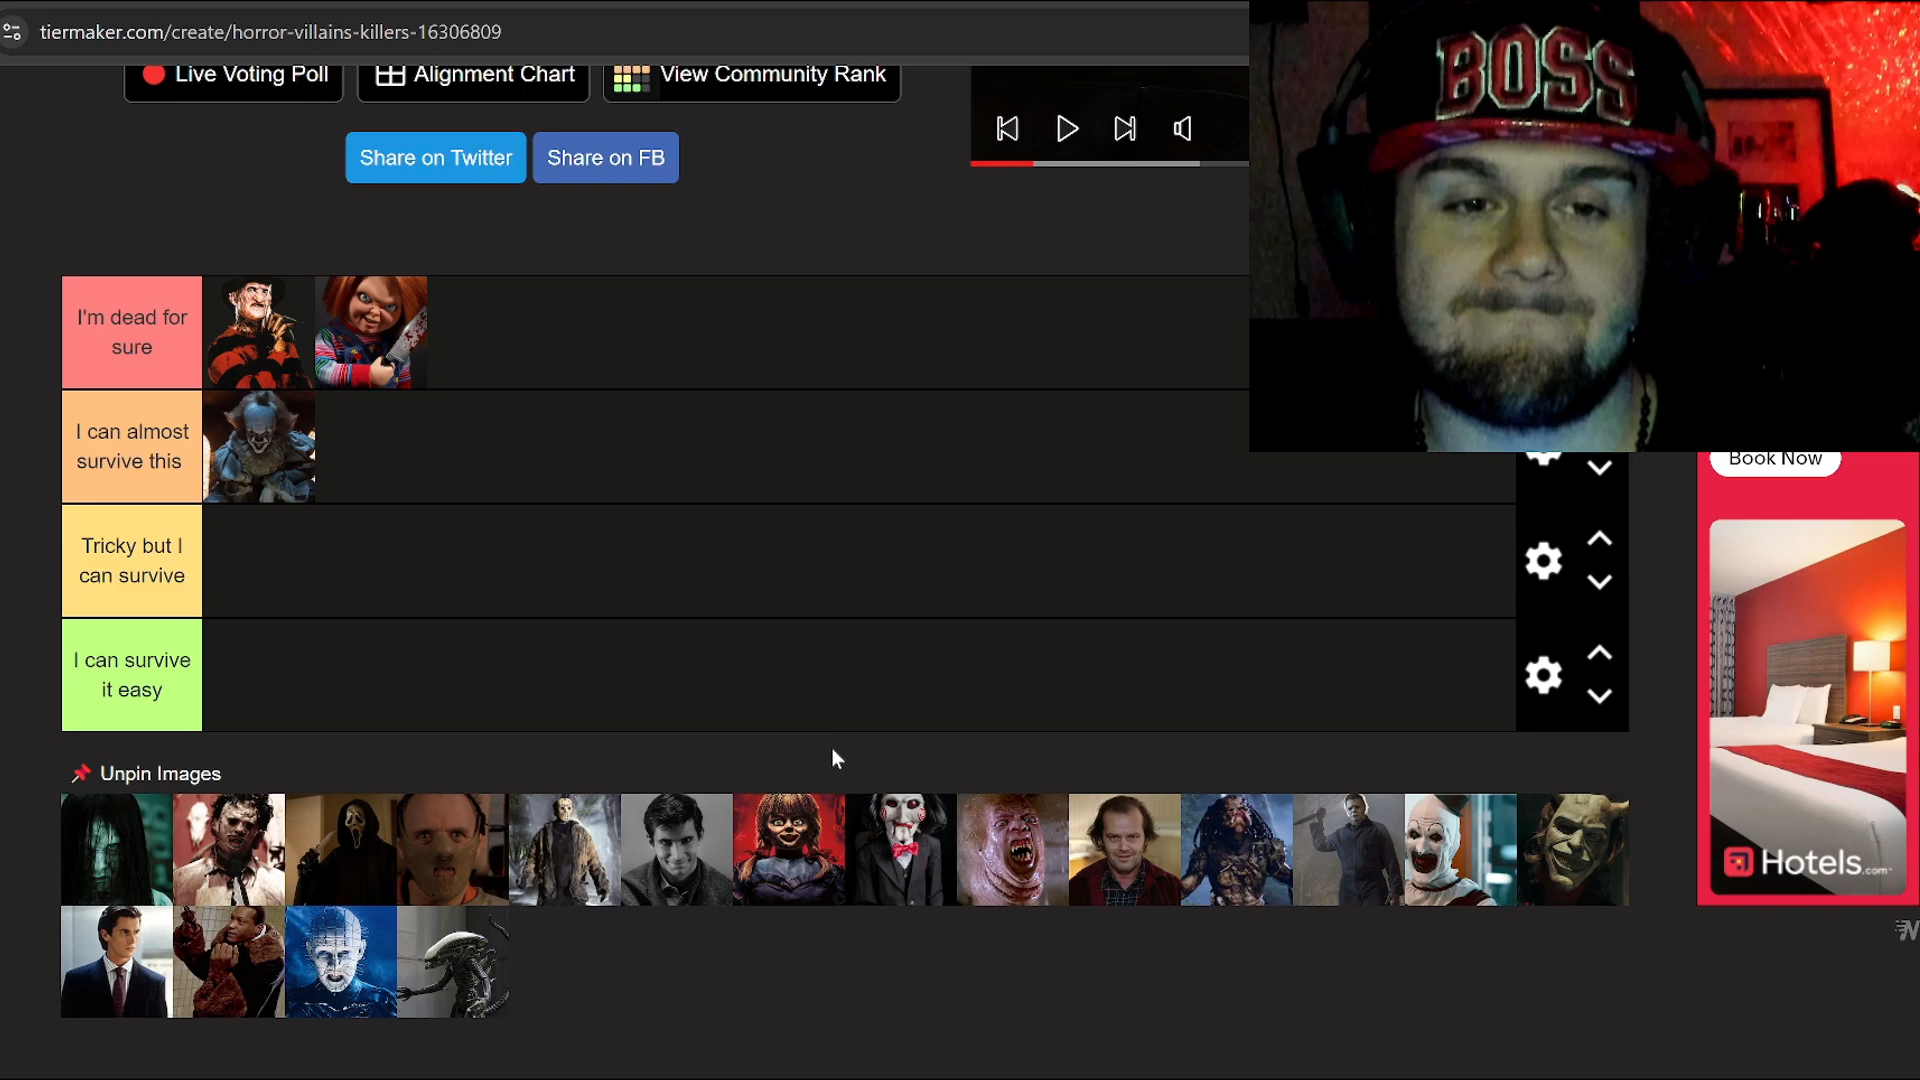 tiermaker.com/create/horror-villains-killers-16306809
Live Voting Poll
Alignment Chart
View Community Rank
Share on Twitter
Share on FB
BOSS
I'm dead for
sure
I can almost
survive this
Book Now
Tricky but I
can survive
I can survive
it easy
Unpin Images
Hotels.com